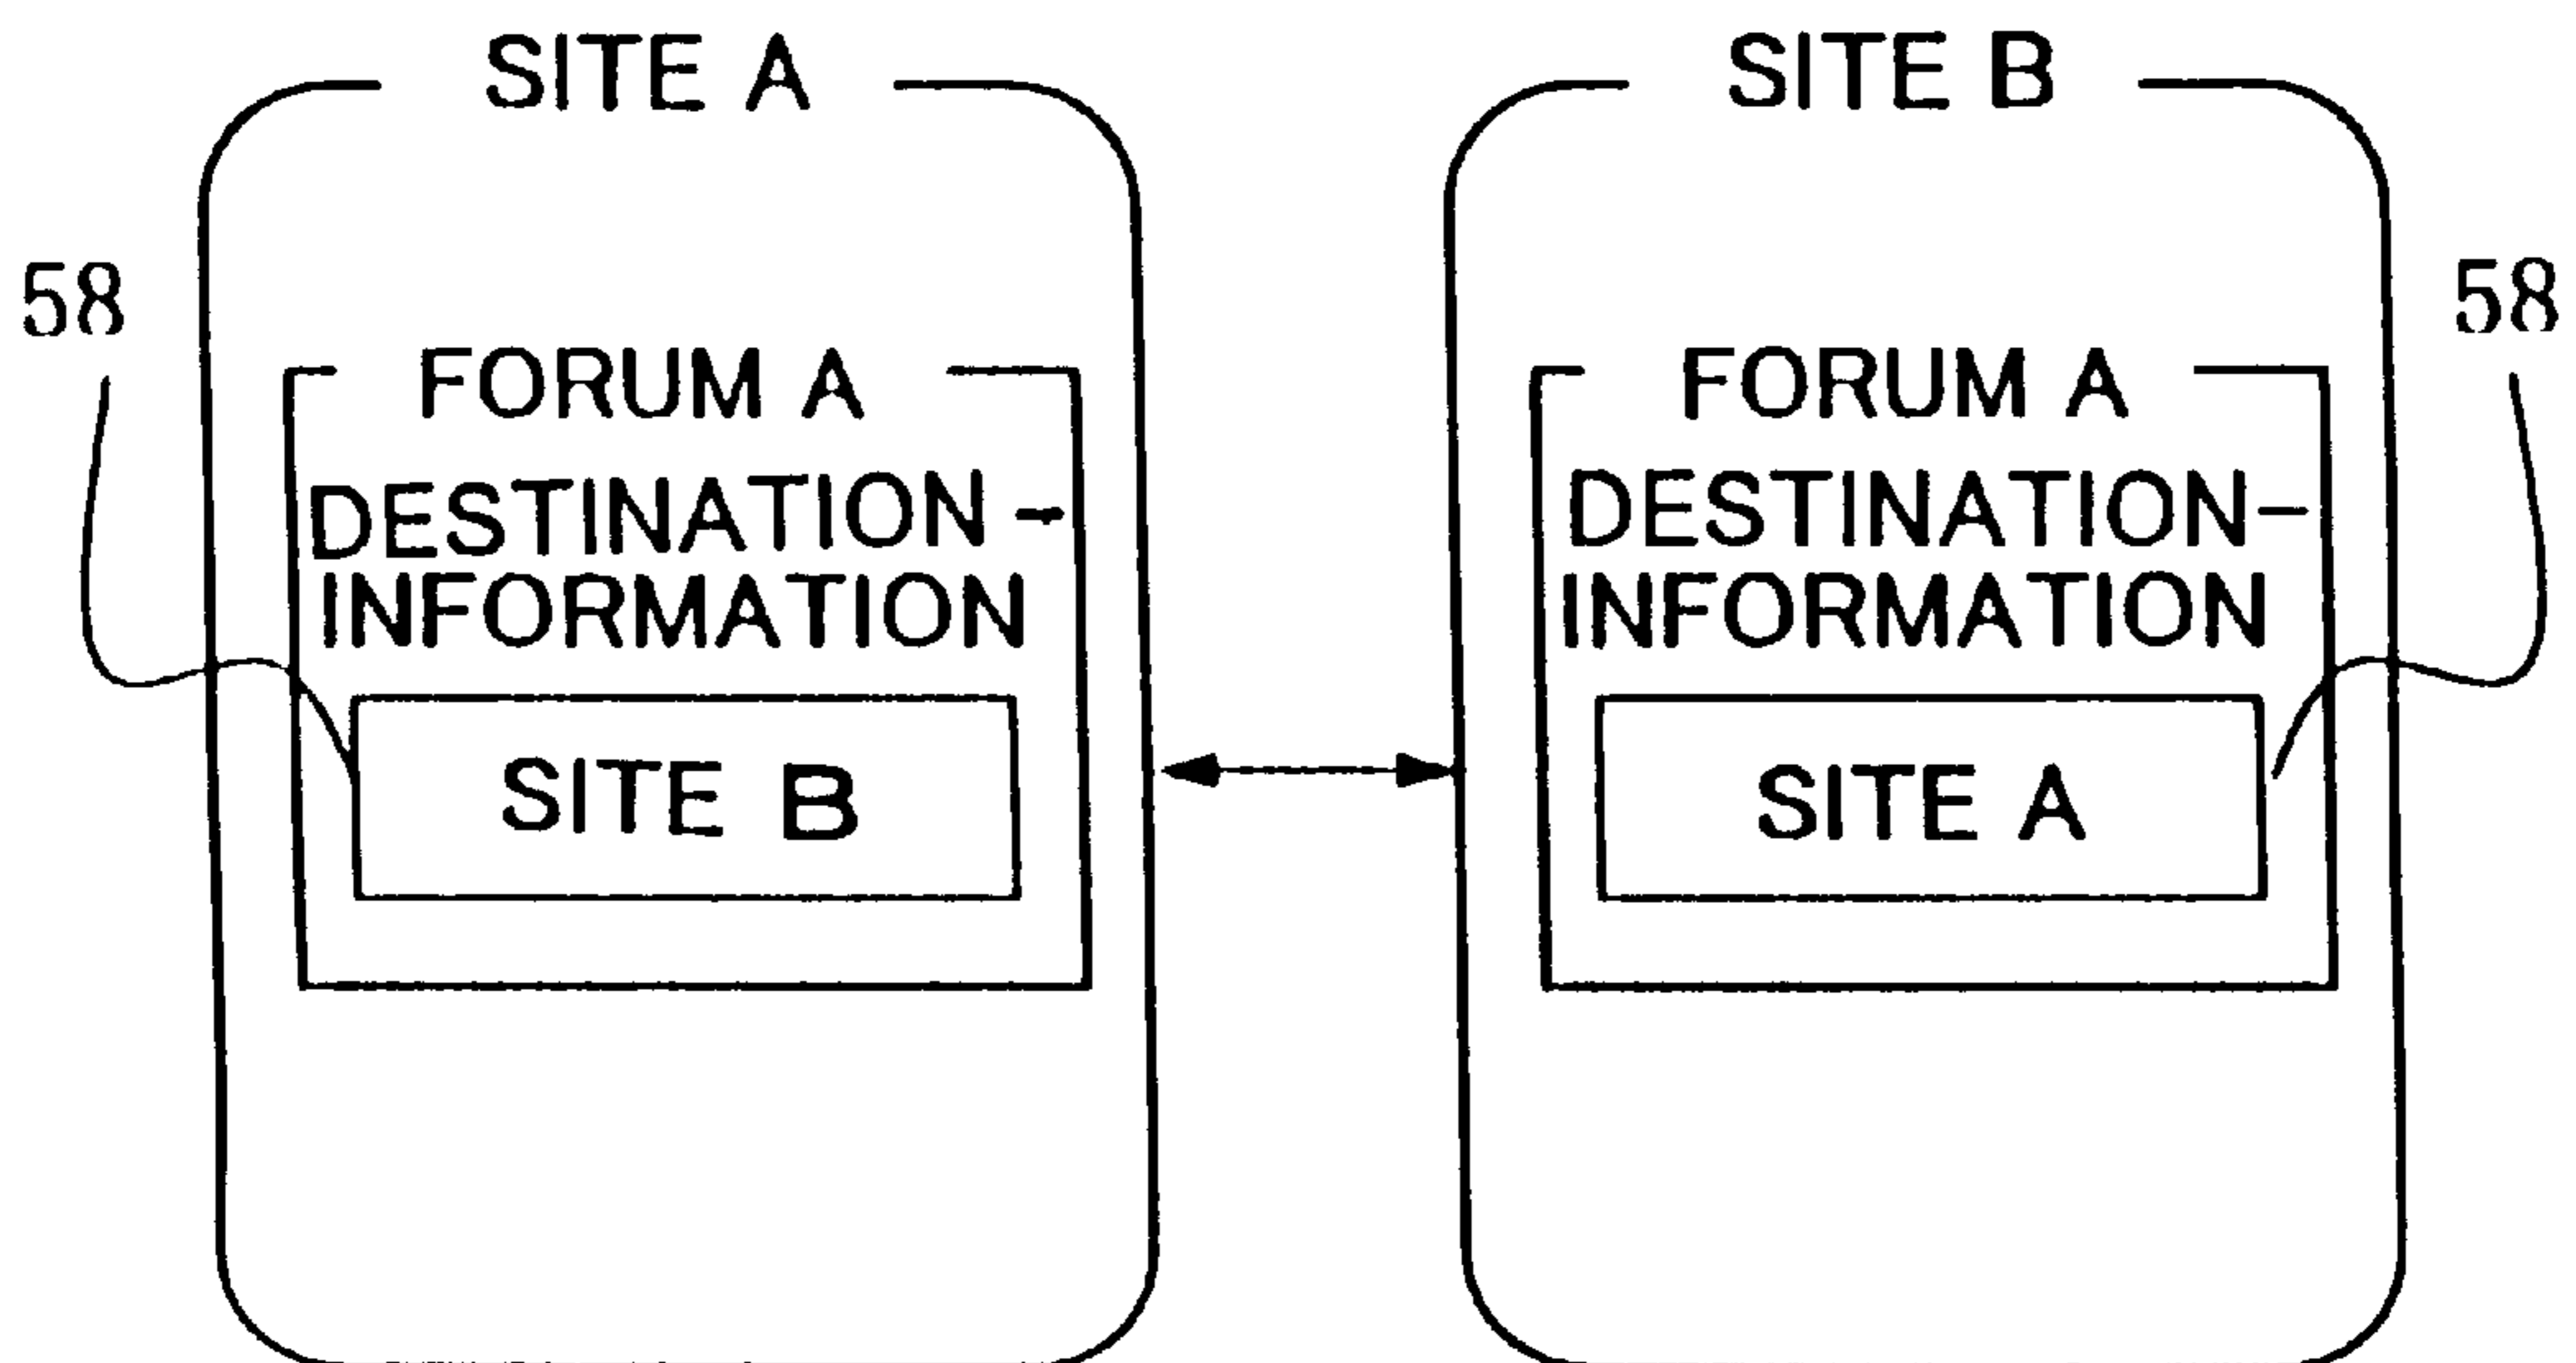 SITE A
58
FORUM A
DESTINATION-
INFORMATION
SITE B
SITE B
58
FORUM A
DESTINATION-
INFORMATION
SITE A